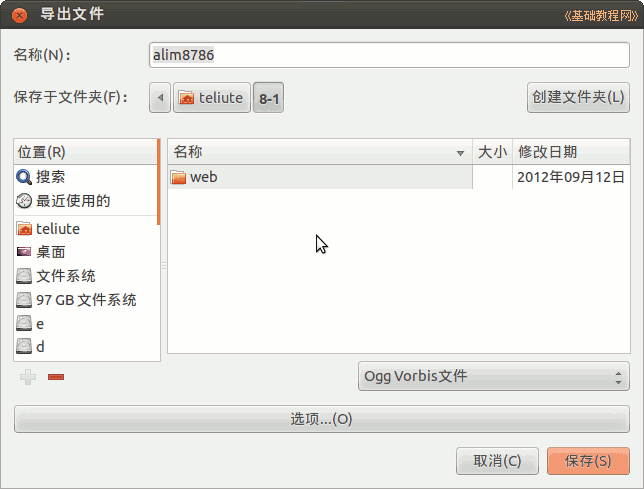 导出文件
《基础教程网》
名称(N)：
alim8786
保存于文件夹(F)：
teliute
8-1
创建文件夹(L)
位置(R)
名称
大小
修改日期
搜索
web
2012年09月12日
最近使用的
teliute
桌面
文件系统
97 GB 文件系统
e
d
Ogg Vorbis文件
选项...(O)
取消(C)
保存(S)